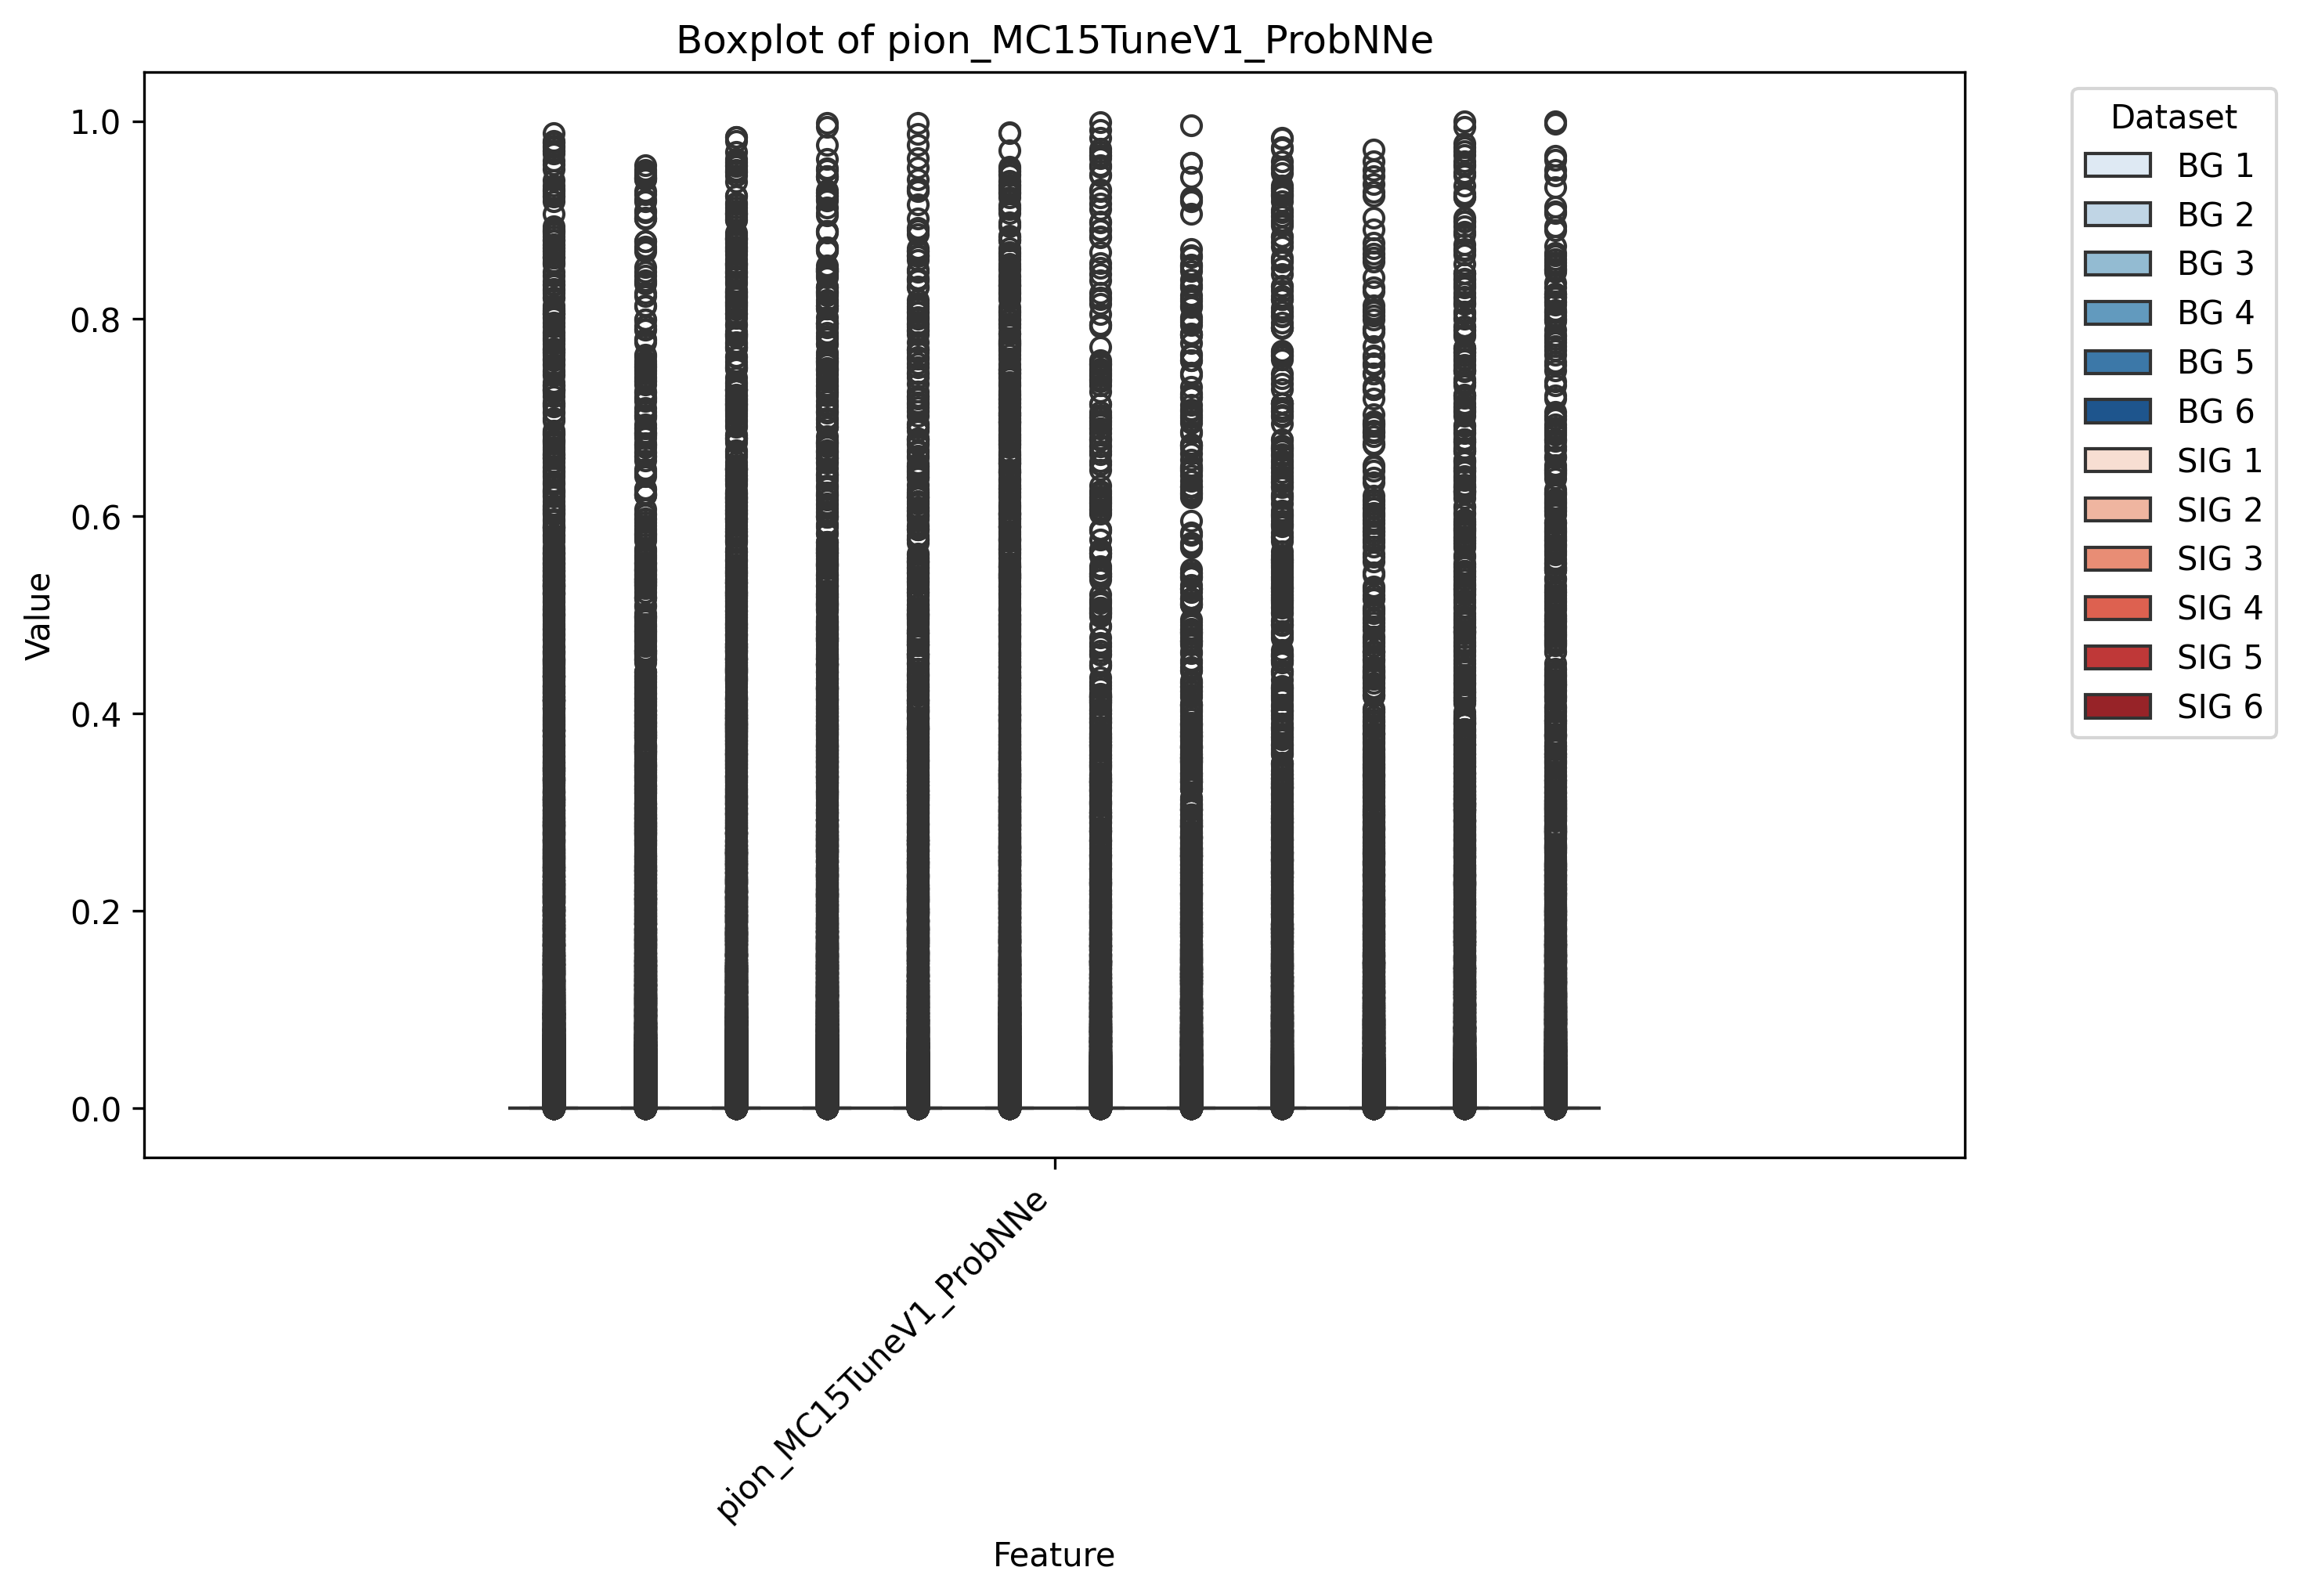 Boxplot of pion_MC15TuneV1_ProbNNe
Value
1.0
0.8
0.6
0.4
0.2
0.0
pion_MC15TuneV1_ProbNNe
Feature
Dataset
BG 1
BG 2
BG 3
BG 4
BG 5
BG 6
SIG 1
SIG 2
SIG 3
SIG 4
SIG 5
SIG 6